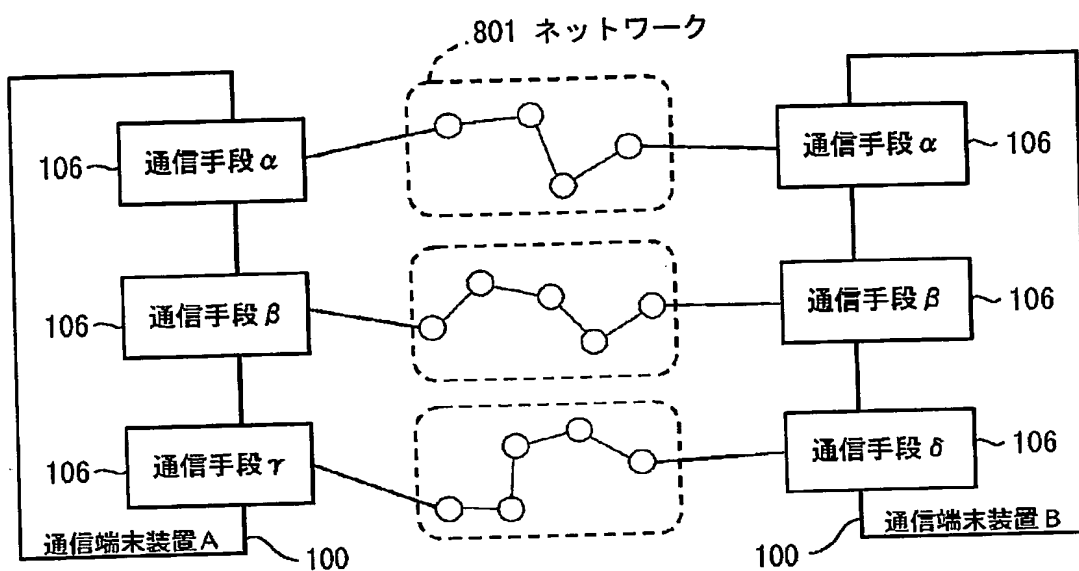 801 ネットワーク
106 通信手段α
通信手段α 106
106 通信手段β
通信手段β 106
106 通信手段γ
通信手段δ 106
通信端末装置A 100
100 通信端末装置B